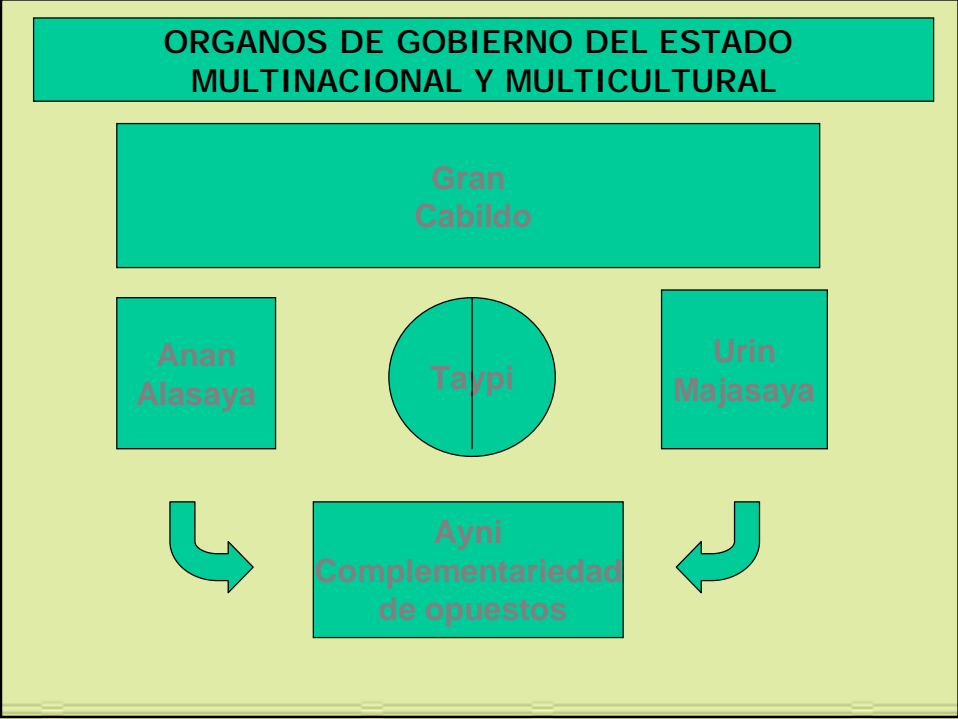 ORGANOS DE GOBIERNO DEL ESTADO
MULTINACIONAL Y MULTICULTURAL
Gran
Cabildo
Anan
Alasaya
Taypi
Urin
Majasaya
Ayni
Complementariedad
de opuestos